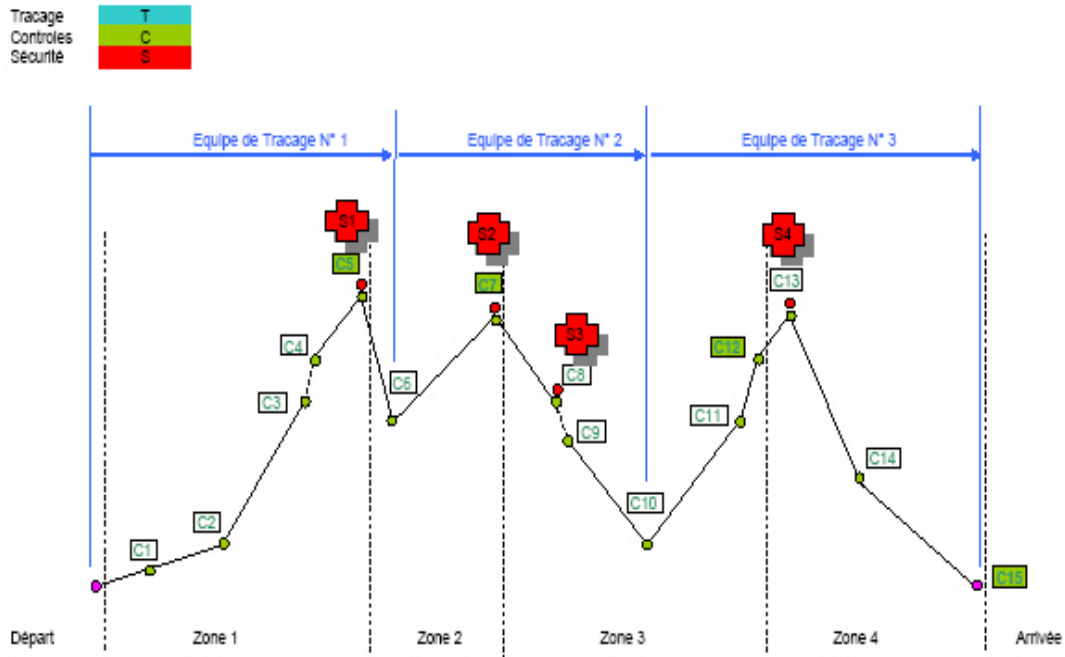 Tracage T
Controles C
Sécurité S
Equipe de Tracage N° 1
Equipe de Tracage N° 2
Equipe de Tracage N° 3
S1
S2
S4
C5
C7
C13
S3
C4
C12
C8
C6
C3
C11
C9
C14
C10
C2
C1
C15
Départ
Zone 1
Zone 2
Zone 3
Zone 4
Arrivée